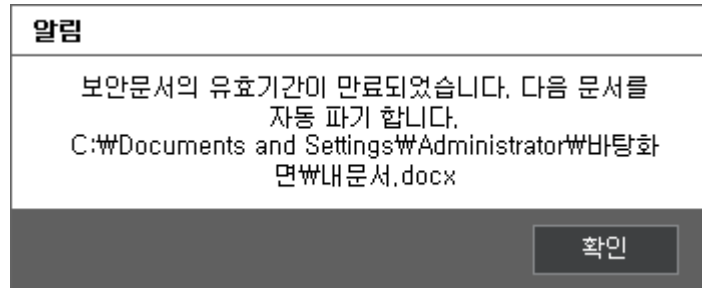 알림
보안문서의 유효기간이 만료되었습니다. 다음 문서를
자동 파기 합니다.
C:₩Documents and Settings₩Administrator₩바탕화
면₩내문서.docx
확인